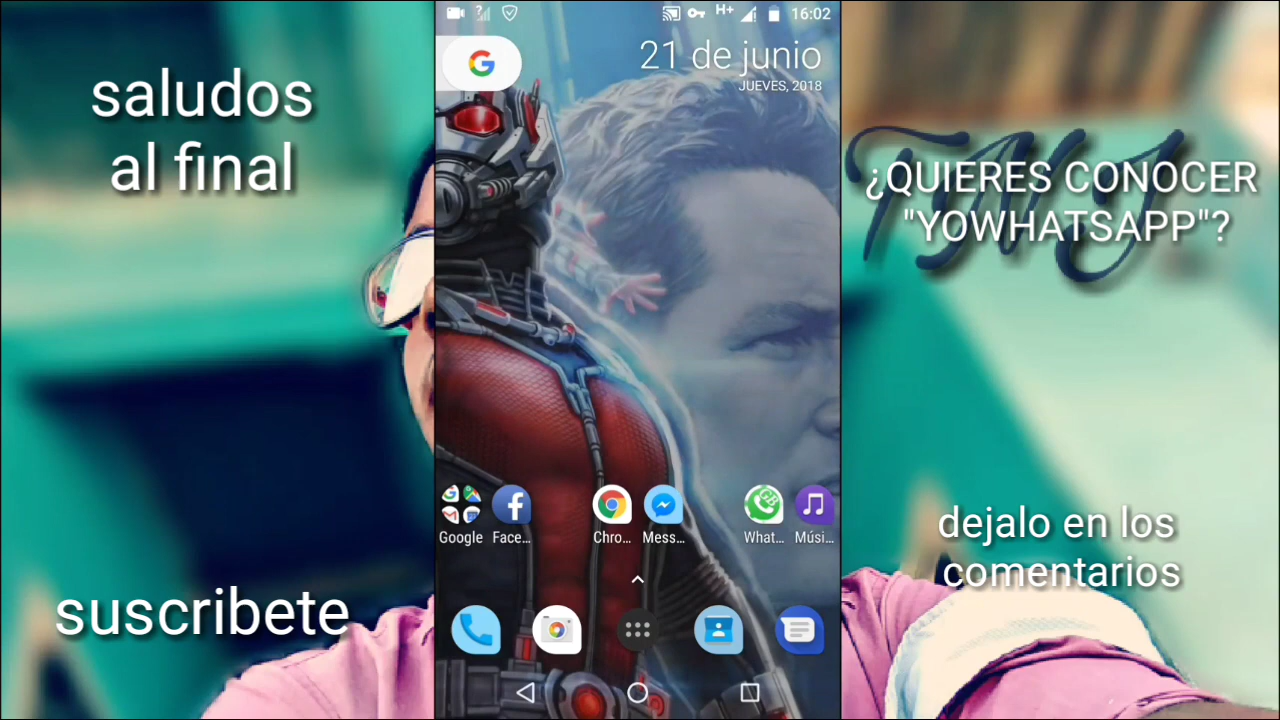 saludos
al final
suscribete
H+ 16:02
21 de junio
JUEVES, 2018
Google Face... Chro... Mess... What... Músi...
TNJ
¿QUIERES CONOCER
"YOWHATSAPP"?
dejalo en los
comentarios